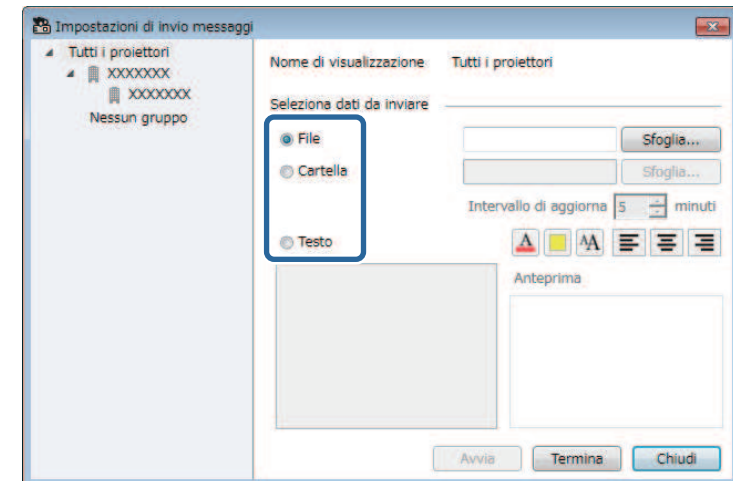 Impostazioni di invio messaggi
Tutti i proiettori
XXXXXXX
XXXXXXX
Nessun gruppo
Nome di visualizzazione Tutti i proiettori
Seleziona dati da inviare
File Sfoglia...
Cartella Sfoglia...
Intervallo di aggiorna 5 minuti
Testo A AA
Anteprima
Avvia Termina Chiudi